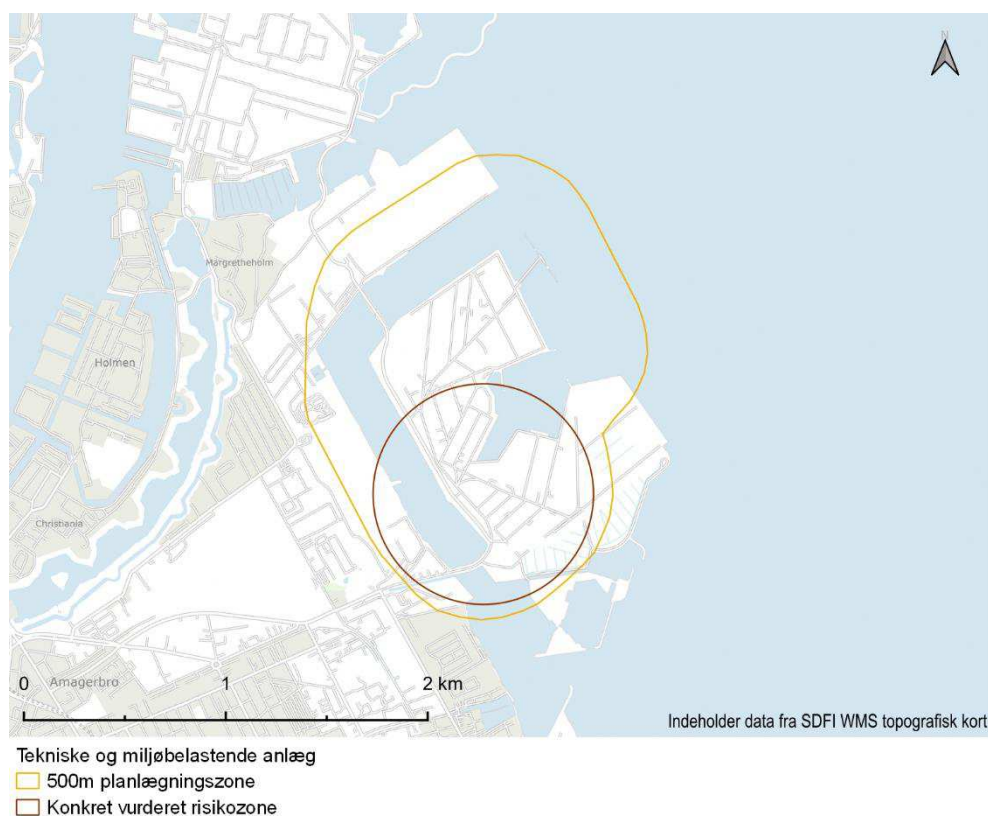 N
Margretheholm
Holmen
Christiania
Amagerbro
0 1 2 km
Indeholder data fra SDFI WMS topografisk kort
Tekniske og miljøbelastende anlæg
500m planlægningszone
Konkret vurderet risikozone